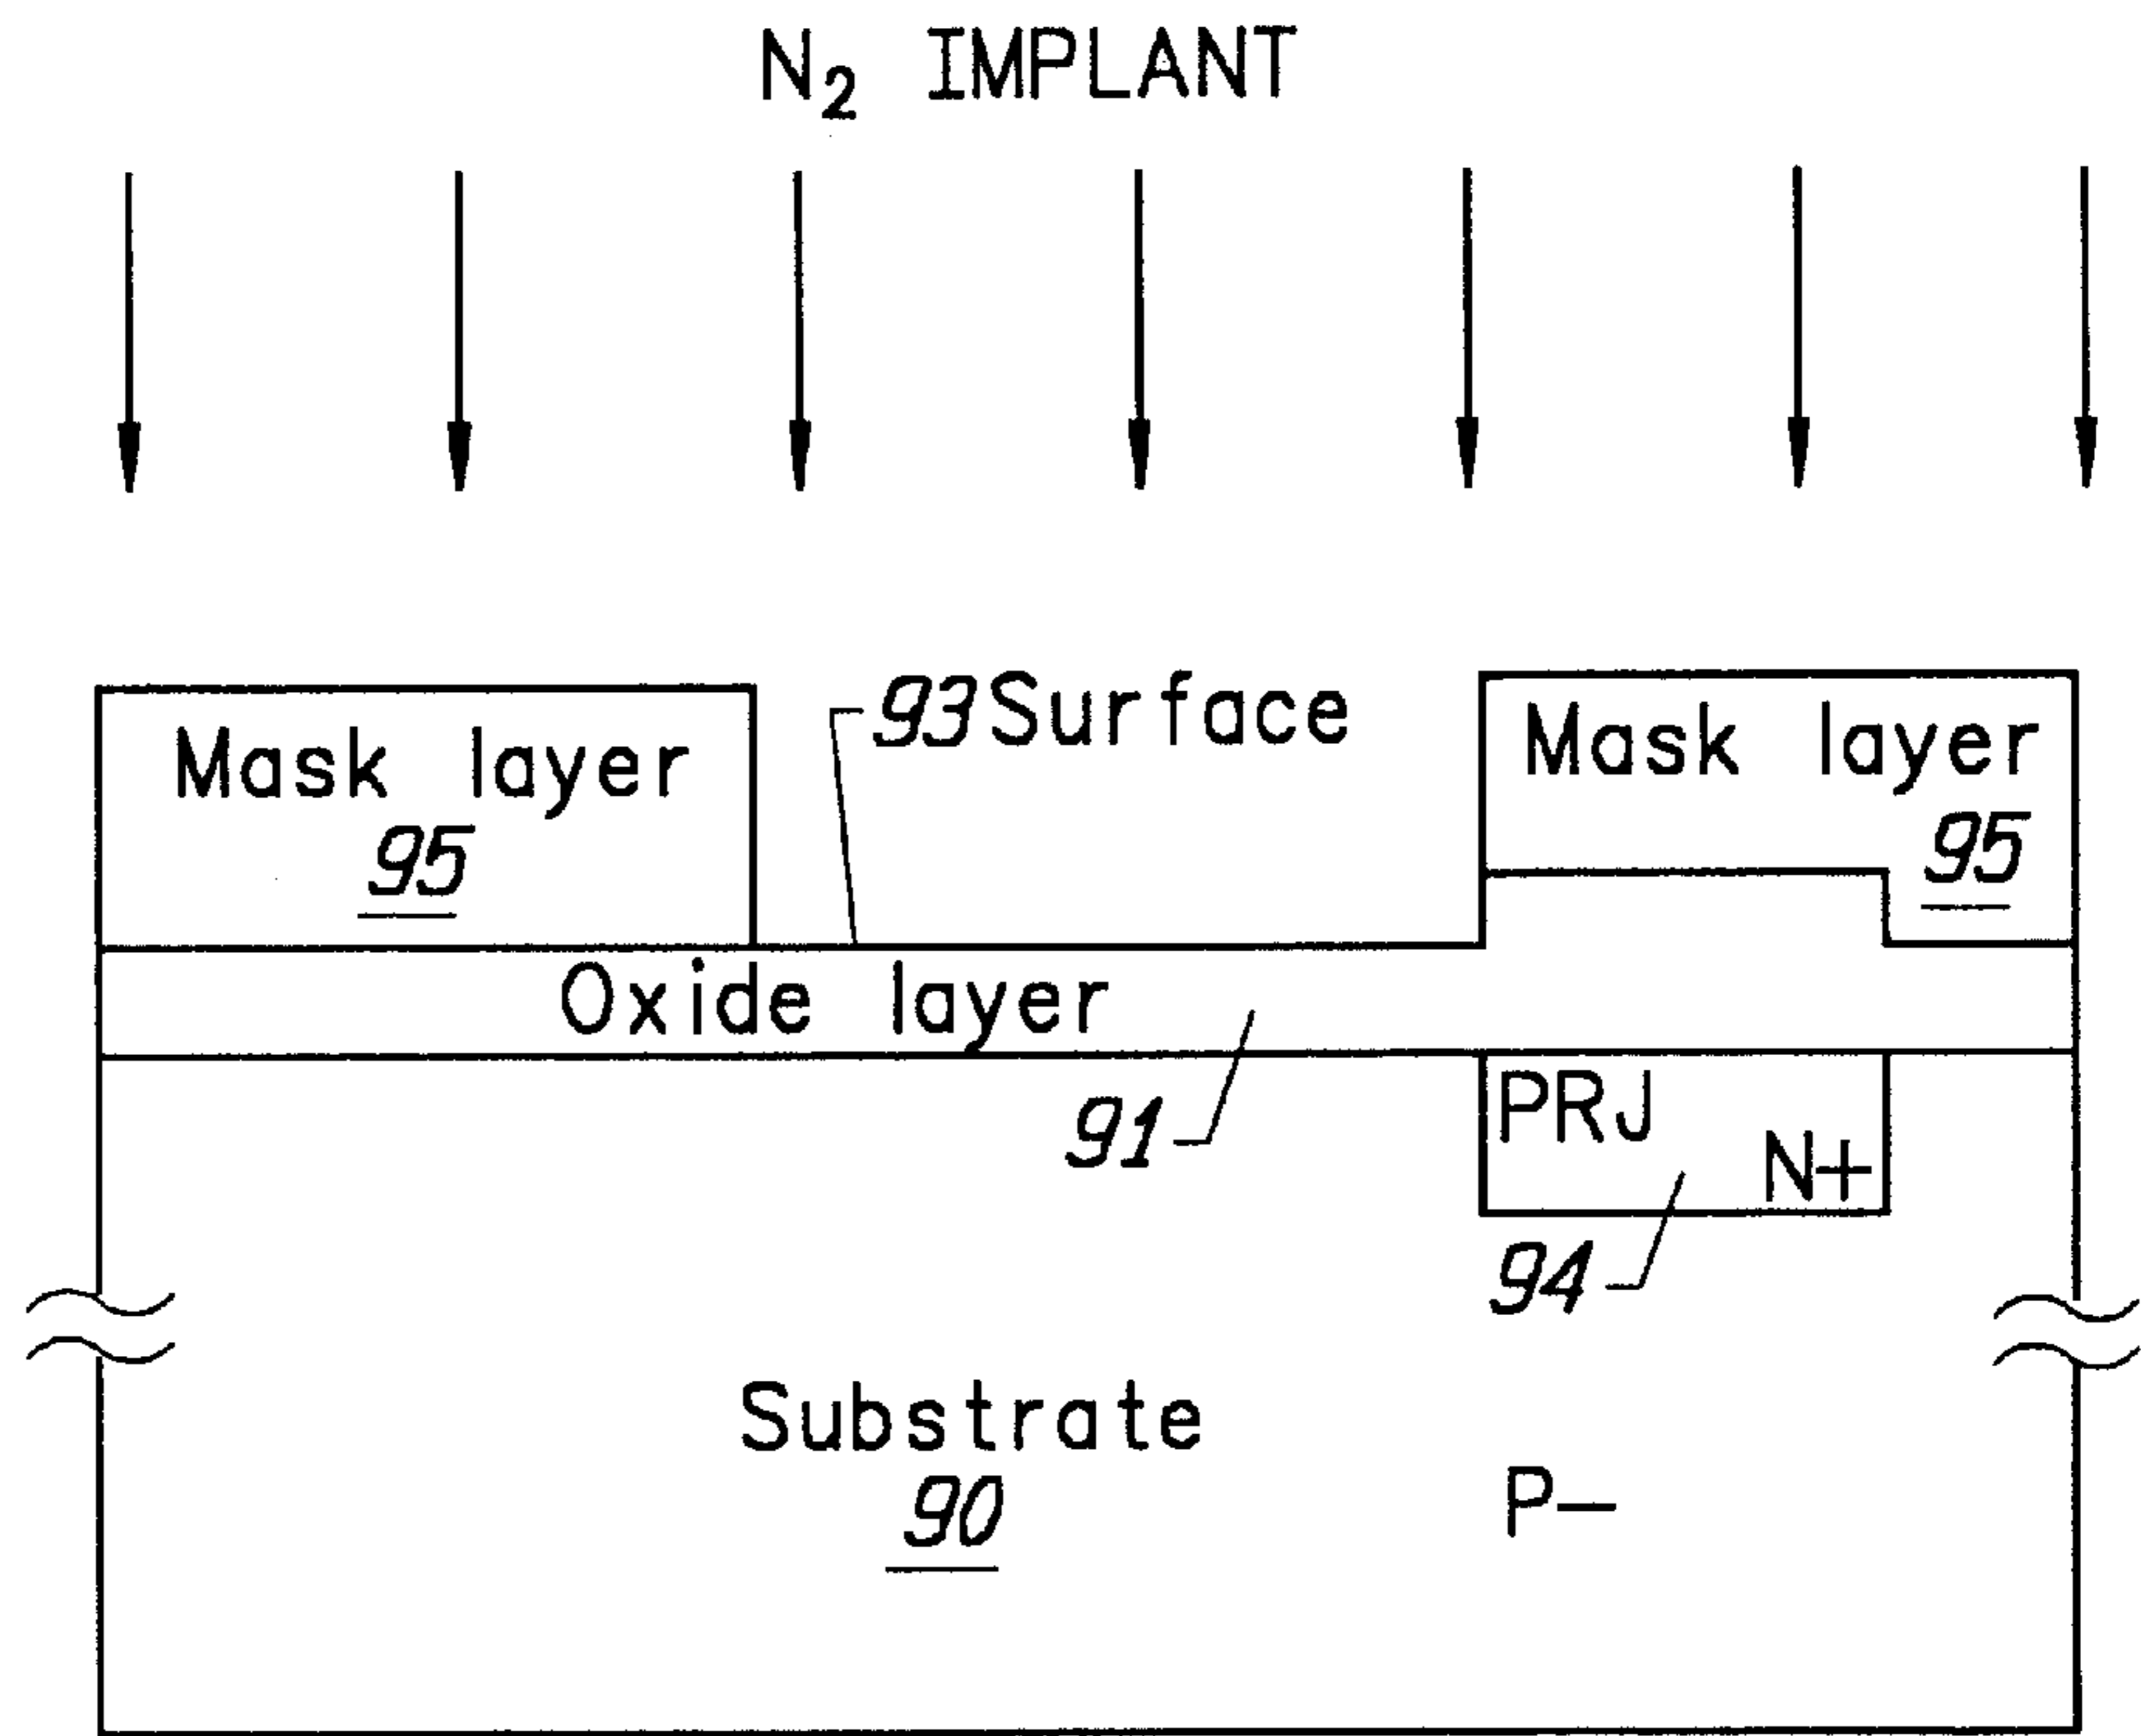 N₂ IMPLANT
93 Surface
Mask layer
95
Mask layer
95
Oxide layer
91
PRJ
N+
94
Substrate
90
P−